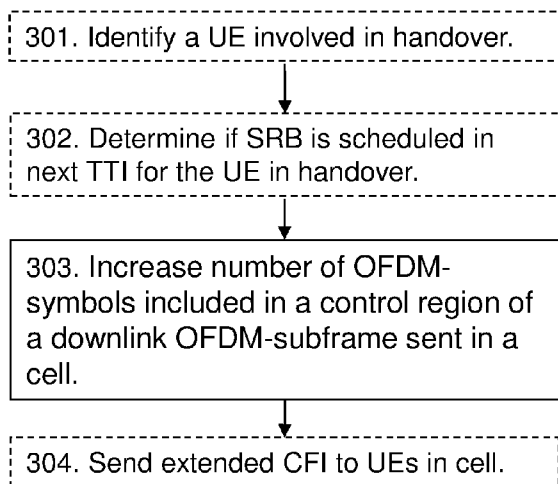 301. Identify a UE involved in handover.
302. Determine if SRB is scheduled in
next TTI for the UE in handover.
303. Increase number of OFDM-
symbols included in a control region of
a downlink OFDM-subframe sent in a
cell.
304. Send extended CFI to UEs in cell.